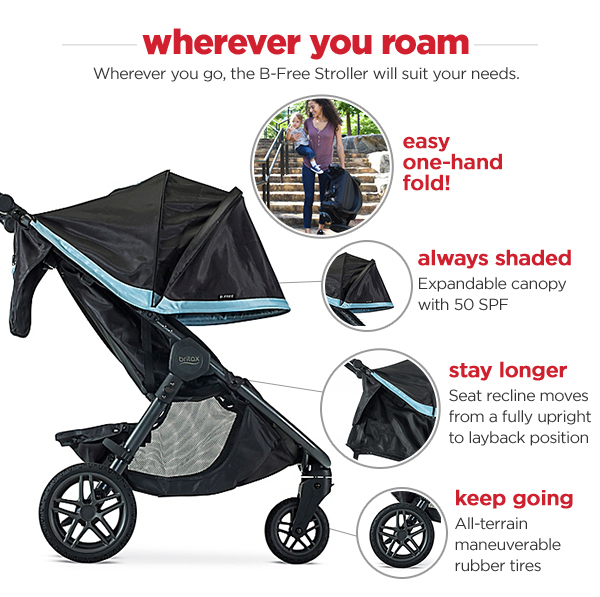 wherever you roam
Wherever you go, the B-Free Stroller will suit your needs.
easy
one-hand
fold!
always shaded
Expandable canopy
with 50 SPF
B-FREE
britax
stay longer
Seat recline moves
from a fully upright
to layback position
keep going
All-terrain
maneuverable
rubber tires